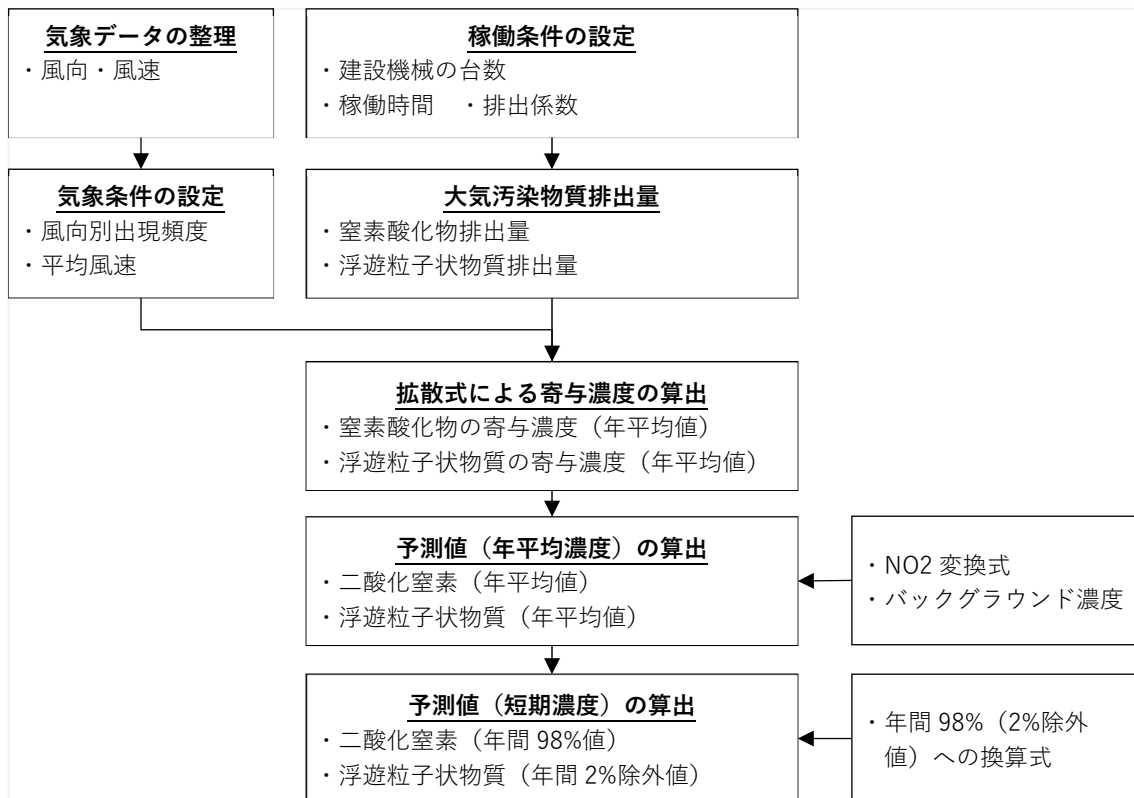 気象データの整理
・風向・風速
稼働条件の設定
・建設機械の台数
・稼働時間　・排出係数
気象条件の設定
・風向別出現頻度
・平均風速
大気汚染物質排出量
・窒素酸化物排出量
・浮遊粒子状物質排出量
拡散式による寄与濃度の算出
・窒素酸化物の寄与濃度（年平均値）
・浮遊粒子状物質の寄与濃度（年平均値）
予測値（年平均濃度）の算出
・二酸化窒素（年平均値）
・浮遊粒子状物質（年平均値）
・NO2 変換式
・バックグラウンド濃度
予測値（短期濃度）の算出
・二酸化窒素（年間 98%値）
・浮遊粒子状物質（年間 2%除外値）
・年間 98%（2%除外
値）への換算式